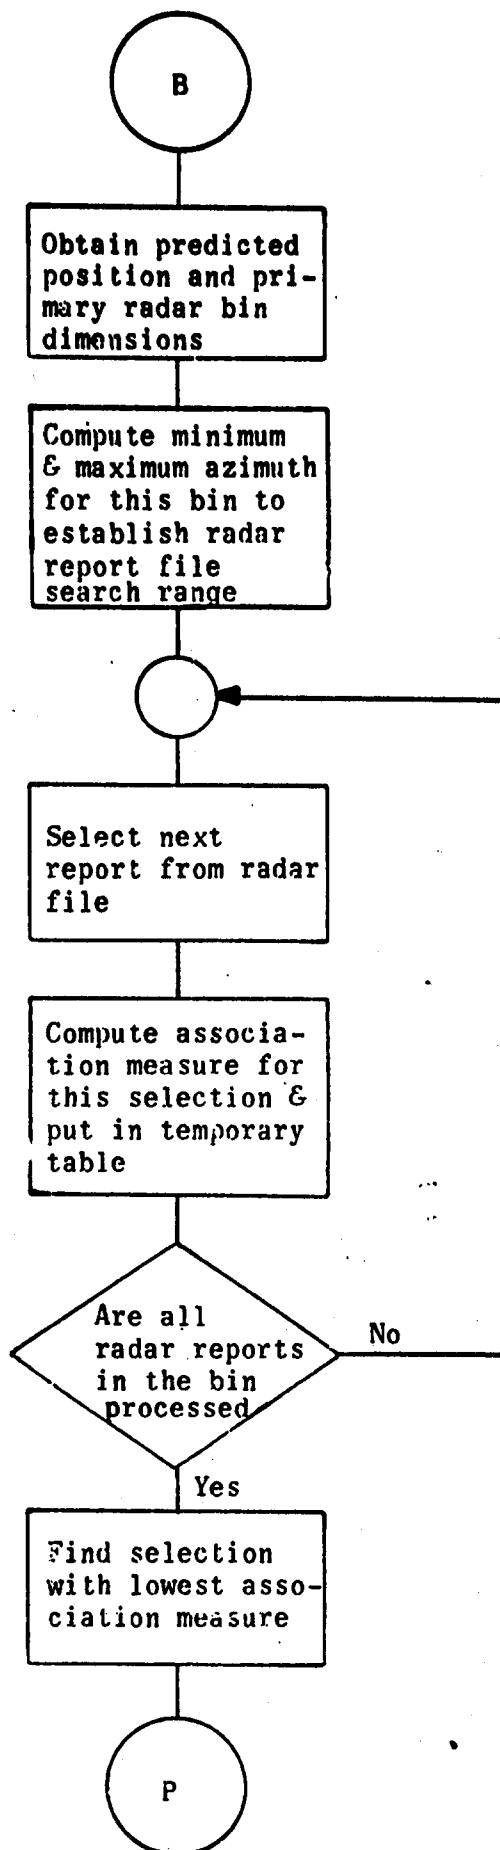 B
Obtain predicted
position and pri-
mary radar bin
dimensions
Compute minimum
& maximum azimuth
for this bin to
establish radar
report file
search range
Select next
report from radar
file
Compute associa-
tion measure for
this selection &
put in temporary
table
Are all
radar reports
in the bin
processed
No
Yes
Find selection
with lowest asso-
ciation measure
P